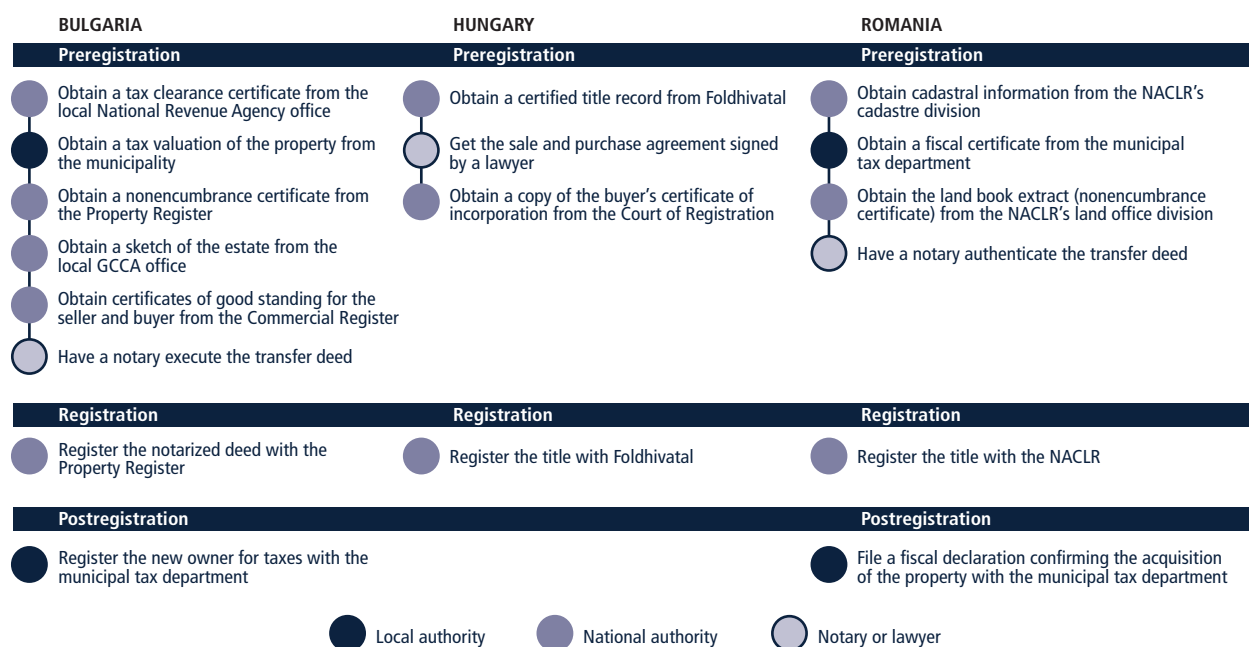 BULGARIA
Preregistration
Obtain a tax clearance certificate from the
local National Revenue Agency office
Obtain a tax valuation of the property from
the municipality
Obtain a nonencumbrance certificate from
the Property Register
Obtain a sketch of the estate from the
local GCCA office
Obtain certificates of good standing for the
seller and buyer from the Commercial Register
Have a notary execute the transfer deed
Registration
Register the notarized deed with the
Property Register
Postregistration
Register the new owner for taxes with the
municipal tax department
HUNGARY
Preregistration
Obtain a certified title record from Foldhivatal
Get the sale and purchase agreement signed
by a lawyer
Obtain a copy of the buyer's certificate of
incorporation from the Court of Registration
Registration
Register the title with Foldhivatal
ROMANIA
Preregistration
Obtain cadastral information from the NACLR's
cadastre division
Obtain a fiscal certificate from the municipal
tax department
Obtain the land book extract (nonencumbrance
certificate) from the NACLR's land office division
Have a notary authenticate the transfer deed
Registration
Register the title with the NACLR
Postregistration
File a fiscal declaration confirming the acquisition
of the property with the municipal tax department
Local authority
National authority
Notary or lawyer